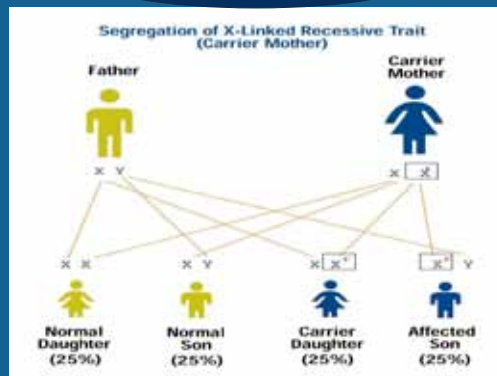 Segregation of X-Linked Recessive Trait
(Carrier Mother)
Father
Carrier
Mother
X Y
X X*
X X
X Y
X X*
X* Y
Normal
Daughter
(25%)
Normal
Son
(25%)
Carrier
Daughter
(25%)
Affected
Son
(25%)